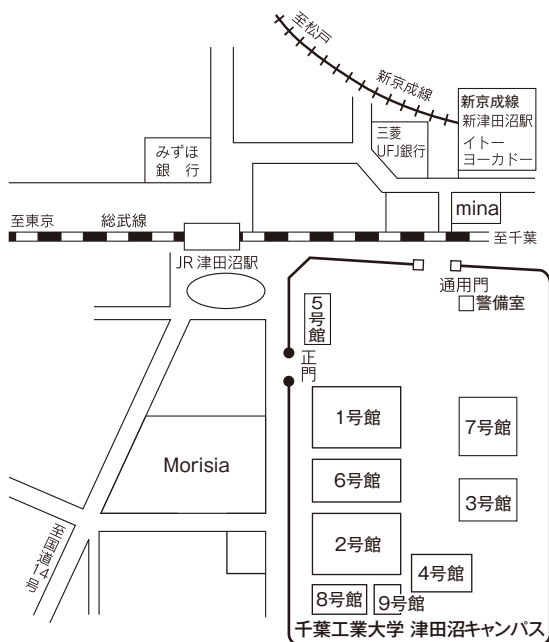 至松戸
新京成線
新京成線
新津田沼駅
イトー
ヨーカドー
三菱
UFJ銀行
みずほ
銀行
mina
至東京
総武線
至千葉
JR津田沼駅
通用門
警備室
5号館
正門
1号館
7号館
Morisia
6号館
3号館
2号館
4号館
至国道14号
8号館
9号館
千葉工業大学 津田沼キャンパス